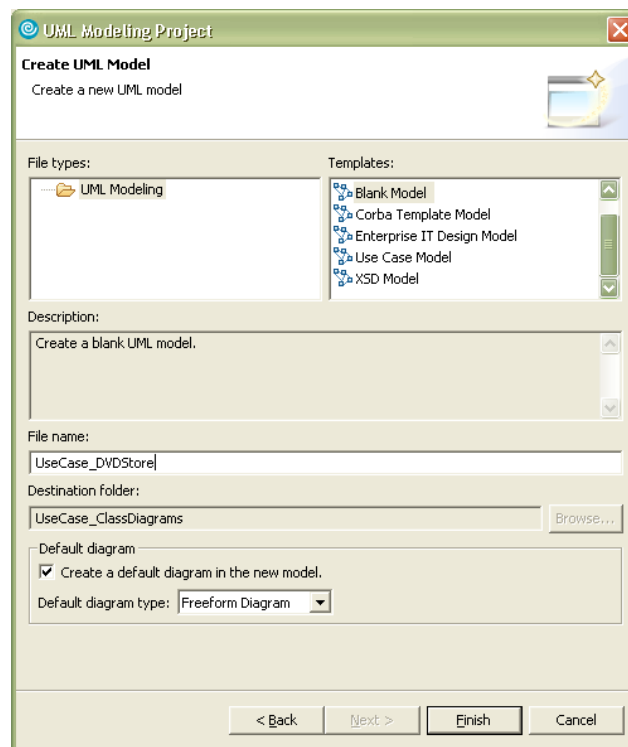 UML Modeling Project
Create UML Model
Create a new UML model
File types:
UML Modeling
Templates:
Blank Model
Corba Template Model
Enterprise IT Design Model
Use Case Model
XSD Model
Description:
Create a blank UML model.
File name:
UseCase_DVDStore
Destination folder:
UseCase_ClassDiagrams
Browse...
Default diagram
Create a default diagram in the new model.
Default diagram type: Freeform Diagram
< Back Next > Finish Cancel